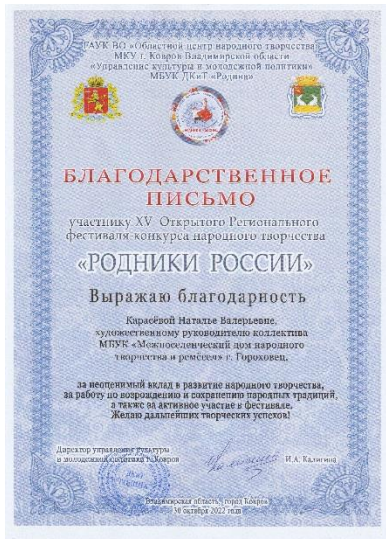 ГАУК ВО «Областной центр народного творчества»
МКУ г. Ковров Владимирской области
«Управление культуры и молодежной политики»
МБУК ДКиТ «Родина»
БЛАГОДАРСТВЕННОЕ
ПИСЬМО
участнику XV Открытого Регионального
фестиваля-конкурса народного творчества
«РОДНИКИ РОССИИ»
Выражаю благодарность
Карасёвой Наталье Валерьевне,
художественному руководителю коллектива
МБУК «Межпоселенческий дом народного
творчества и ремёсел» г. Гороховец,
за неоценимый вклад в развитие народного творчества,
за работу по возрождению и сохранению народных традиций,
а также за активное участие в фестивале.
Желаю дальнейших творческих успехов!
Директор управления культуры
и молодежной политики г. Ковров
И.А. Калигина
Владимирская область, город Ковров
30 октября 2022 года